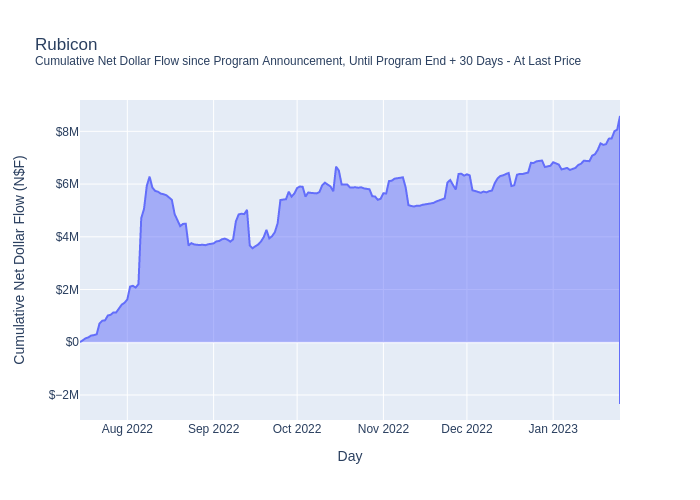 Rubicon
Cumulative Net Dollar Flow since Program Announcement, Until Program End + 30 Days - At Last Price
Cumulative Net Dollar Flow (N$F)
$8M
$6M
$4M
$2M
$0
$−2M
Aug 2022
Sep 2022
Oct 2022
Nov 2022
Dec 2022
Jan 2023
Day